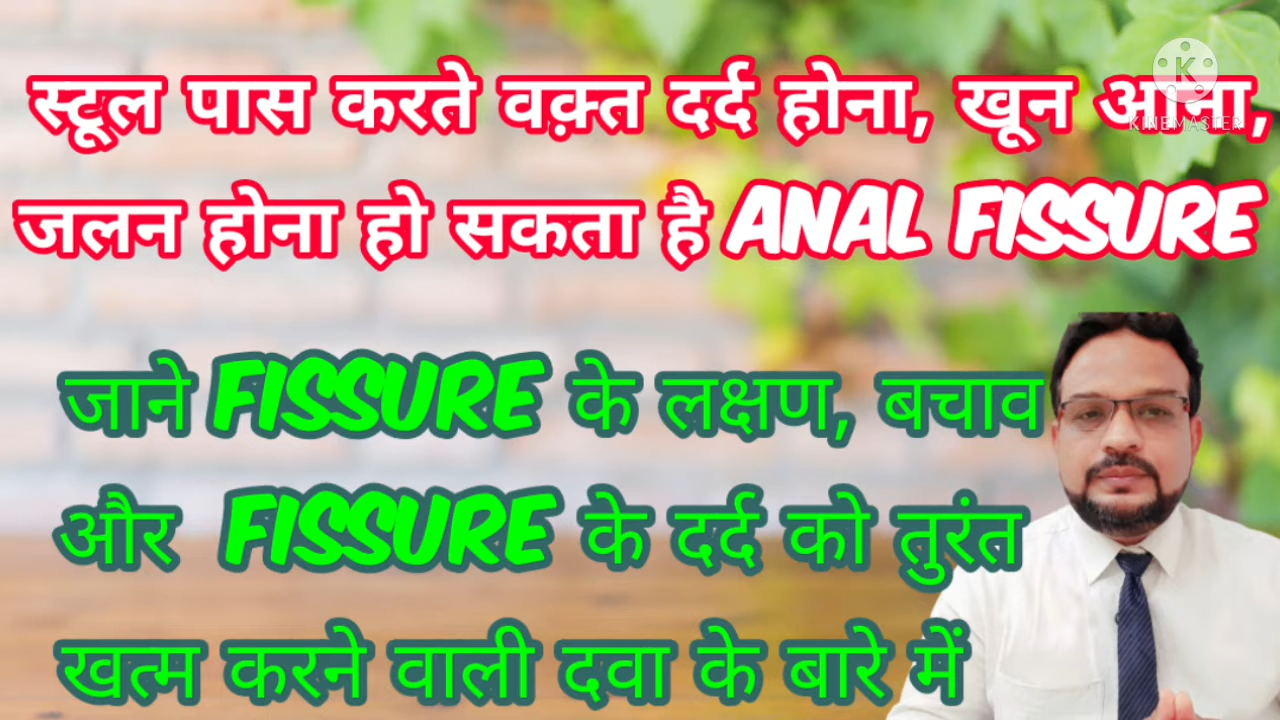 स्टूल पास करते वक़्त दर्द होना, खून आना,
KINEMASTER
जलन होना हो सकता है ANAL FISSURE
जाने FISSURE के लक्षण, बचाव
और FISSURE के दर्द को तुरंत
खत्म करने वाली दवा के बारे में